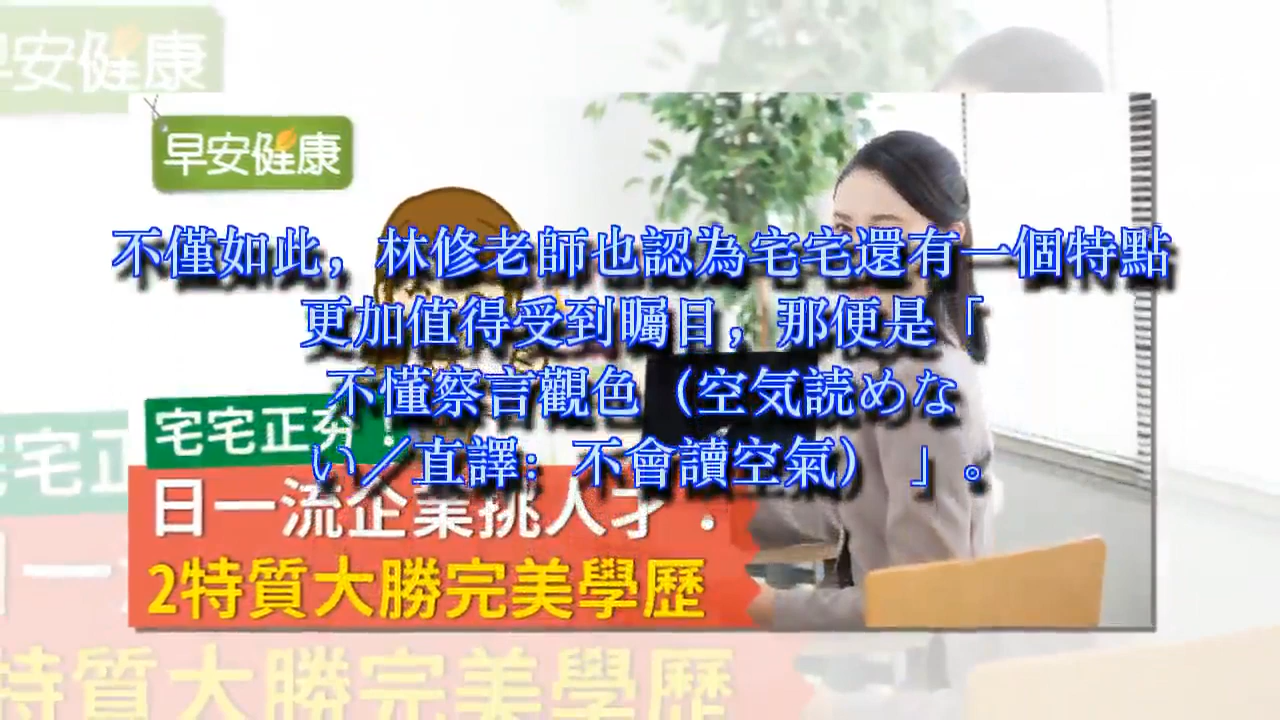 早安健康
早安健康
不僅如此，林修老師也認為宅宅還有一個特點
更加值得受到矚目，那便是「
不懂察言觀色（空気読めな
い／直譯：不會讀空氣）」。
宅宅正夯！
日一流企業挑人才：
2特質大勝完美學歷
特質大勝完美學歷